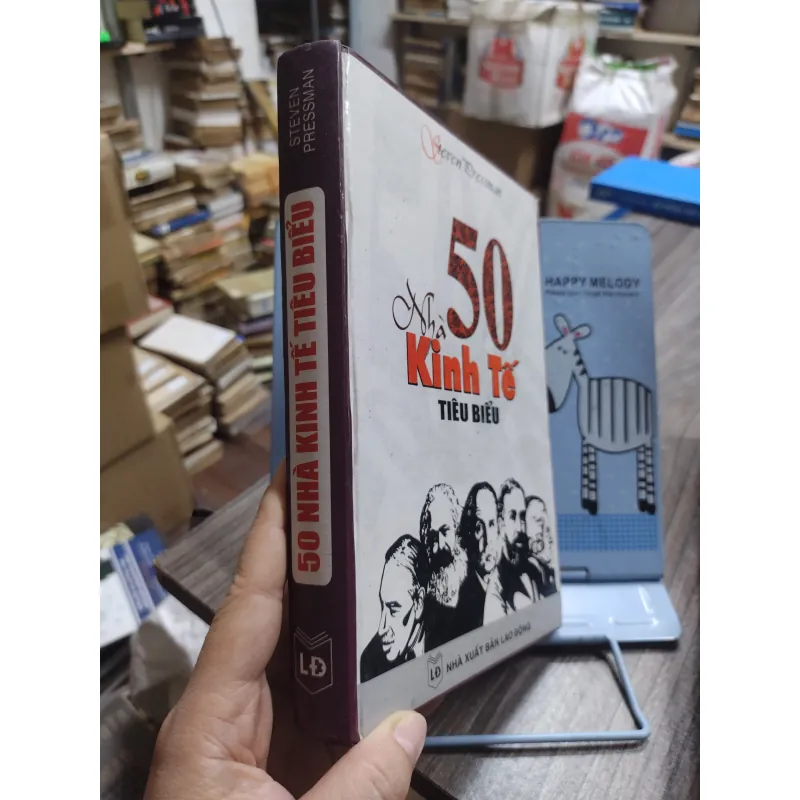 STEVEN
PRESSMAN
50 NHÀ KINH TẾ TIÊU BIỂU
LĐ
Steven Pressman
50
Nhà
Kinh Tế
TIÊU BIỂU
LĐ NHÀ XUẤT BẢN LAO ĐỘNG
HAPPY MELODY